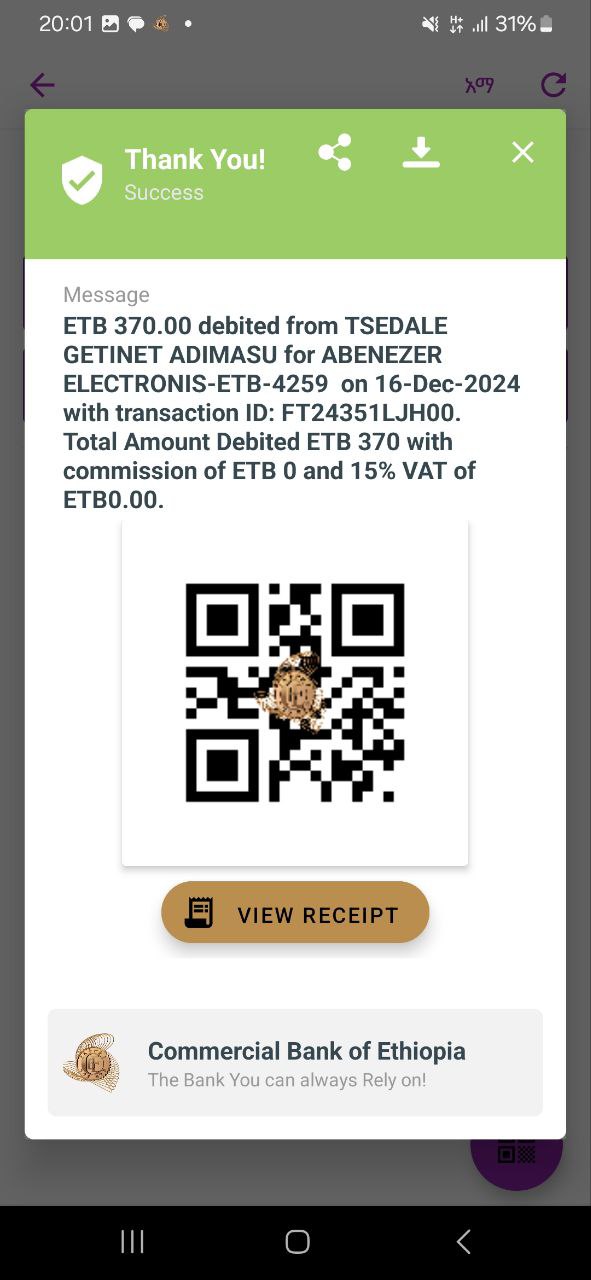 20:01
H+
31%
አማ
Thank You!
Success
Message
ETB 370.00 debited from TSEDALE
GETINET ADIMASU for ABENEZER
ELECTRONIS-ETB-4259 on 16-Dec-2024
with transaction ID: FT24351LJH00.
Total Amount Debited ETB 370 with
commission of ETB 0 and 15% VAT of
ETB0.00.
VIEW RECEIPT
Commercial Bank of Ethiopia
The Bank You can always Rely on!